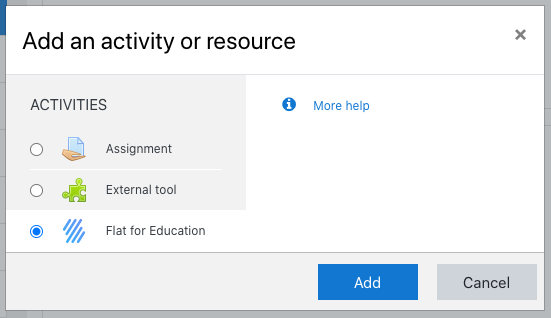 Add an activity or resource
×
ACTIVITIES
Assignment
External tool
Flat for Education
More help
Add
Cancel